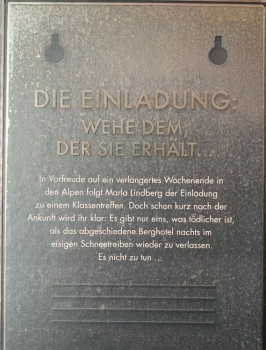 DIE EINLADUNG:
WEHE DEM,
DER SIE ERHÄLT...
In Vorfreude auf ein verlängertes Wochenende in
den Alpen folgt Marla Lindberg der Einladung
zu einem Klassentreffen. Doch schon kurz nach der
Ankunft wird ihr klar: Es gibt nur eins, was tödlicher ist,
als das abgeschiedene Berghotel nachts im
eisigen Schneetreiben wieder zu verlassen.
Es nicht zu tun ...